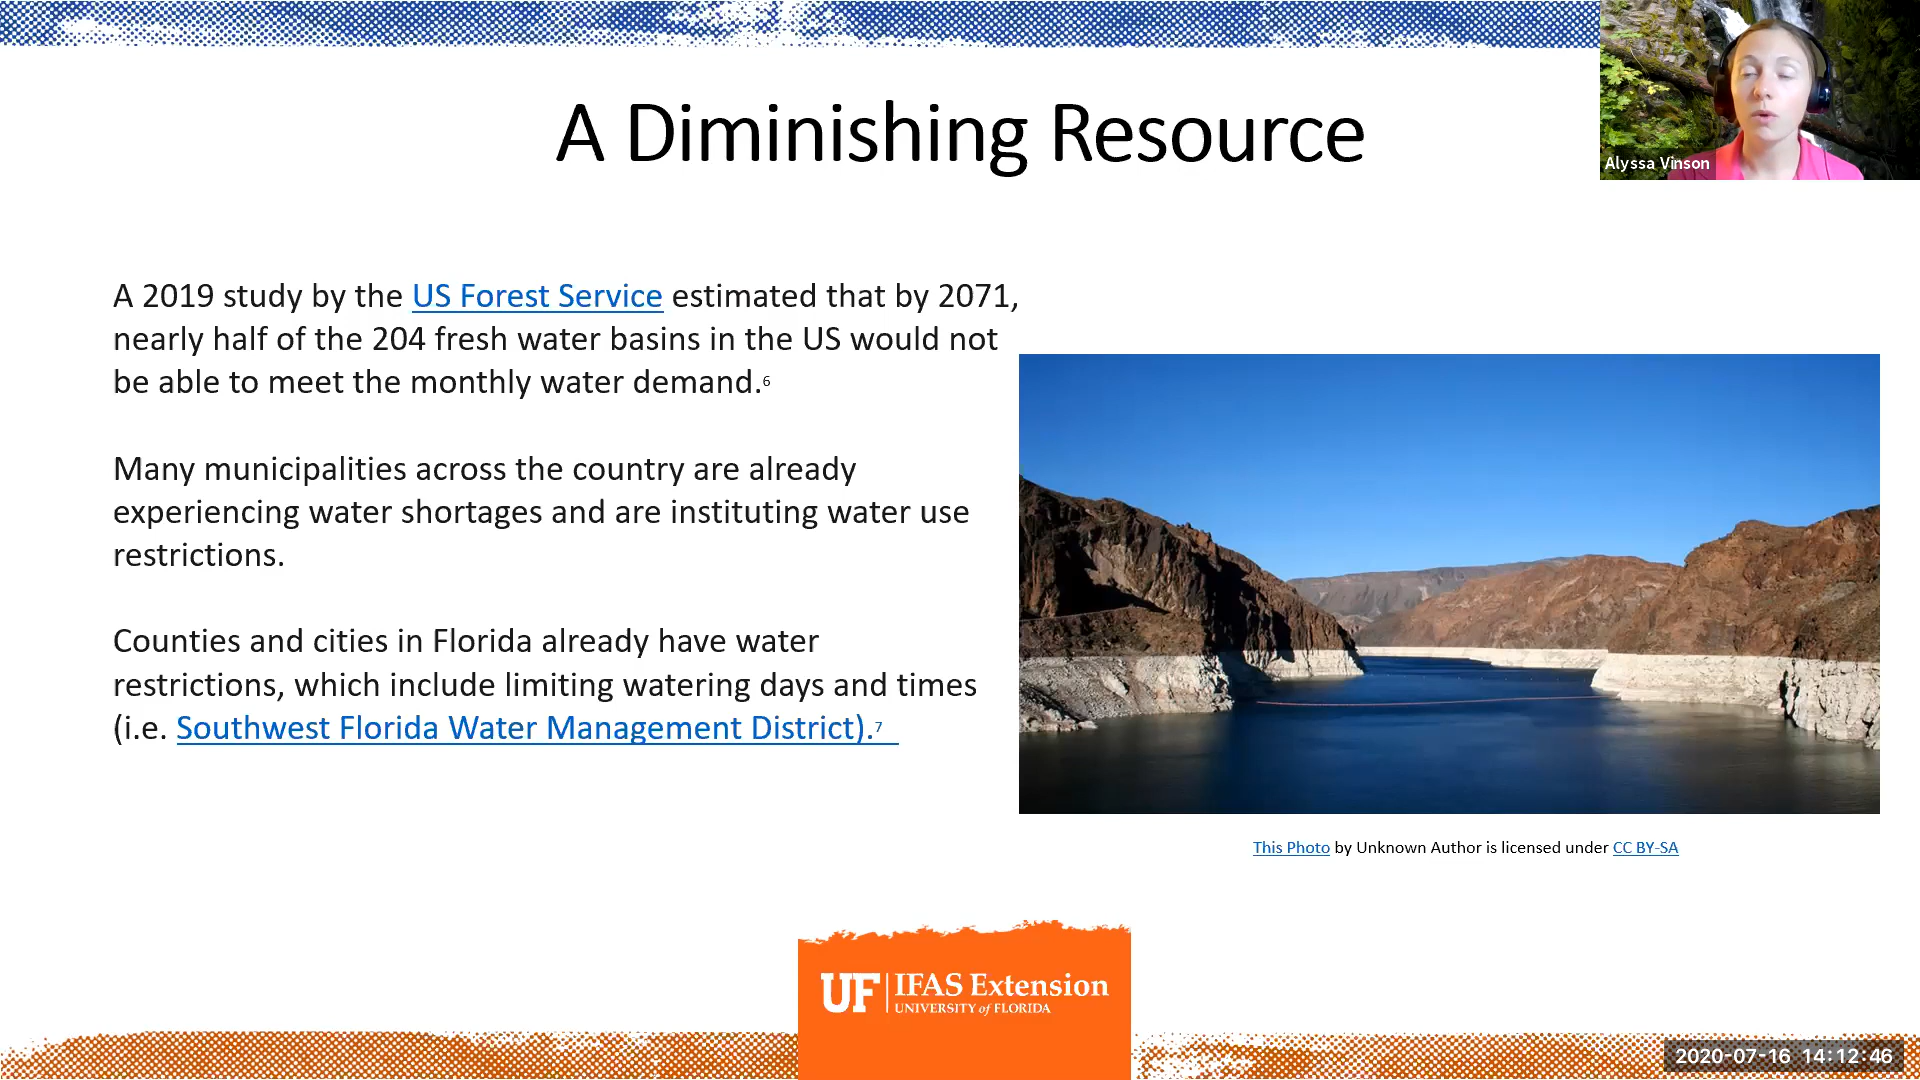 A Diminishing Resource
Alyssa Vinson
A 2019 study by the US Forest Service estimated that by 2071,
nearly half of the 204 fresh water basins in the US would not
be able to meet the monthly water demand.6
Many municipalities across the country are already
experiencing water shortages and are instituting water use
restrictions.
Counties and cities in Florida already have water
restrictions, which include limiting watering days and times
(i.e. Southwest Florida Water Management District).7
This Photo by Unknown Author is licensed under CC BY-SA
UF IFAS Extension
UNIVERSITY of FLORIDA
2020-07-16 14:12:46